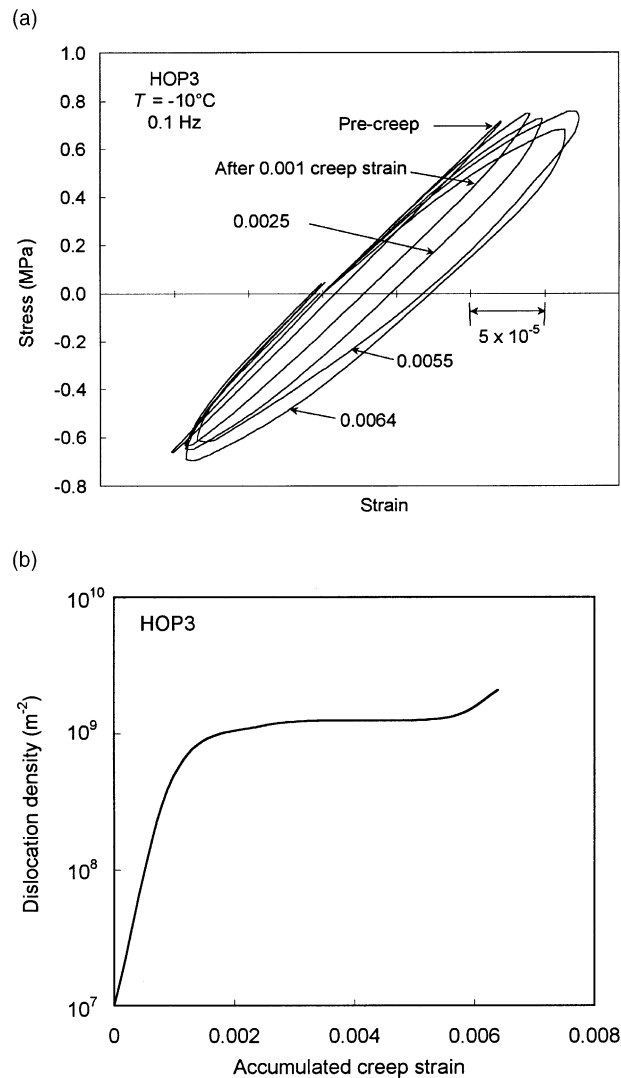 (a)
1.0
HOP3
T = -10°C
0.1 Hz
0.8
Pre-creep
0.6
After 0.001 creep strain
0.4
0.0025
0.2
Stress (MPa)
0.0
5 x 10⁻⁵
-0.2
0.0055
-0.4
0.0064
-0.6
-0.8
Strain
(b)
10¹⁰
HOP3
10⁹
Dislocation density (m⁻²)
10⁸
10⁷
0 0.002 0.004 0.006 0.008
Accumulated creep strain